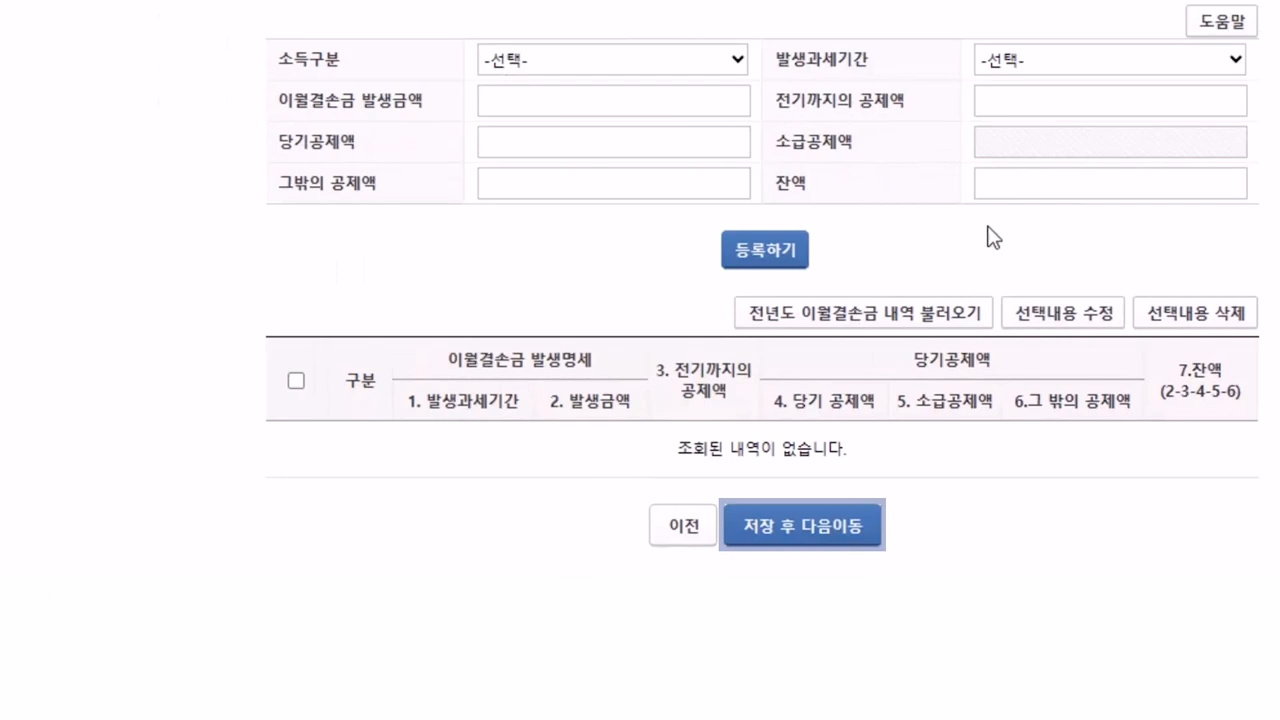 도움말
소득구분 -선택- 발생과세기간 -선택-
이월결손금 발생금액 전기까지의 공제액
당기공제액 소급공제액
그밖의 공제액 잔액
등록하기
전년도 이월결손금 내역 불러오기 선택내용 수정 선택내용 삭제
구분 이월결손금 발생명세 3. 전기까지의 공제액 당기공제액 7.잔액
1. 발생과세기간 2. 발생금액 4. 당기 공제액 5. 소급공제액 6.그 밖의 공제액 (2-3-4-5-6)
조회된 내역이 없습니다.
이전 저장 후 다음이동